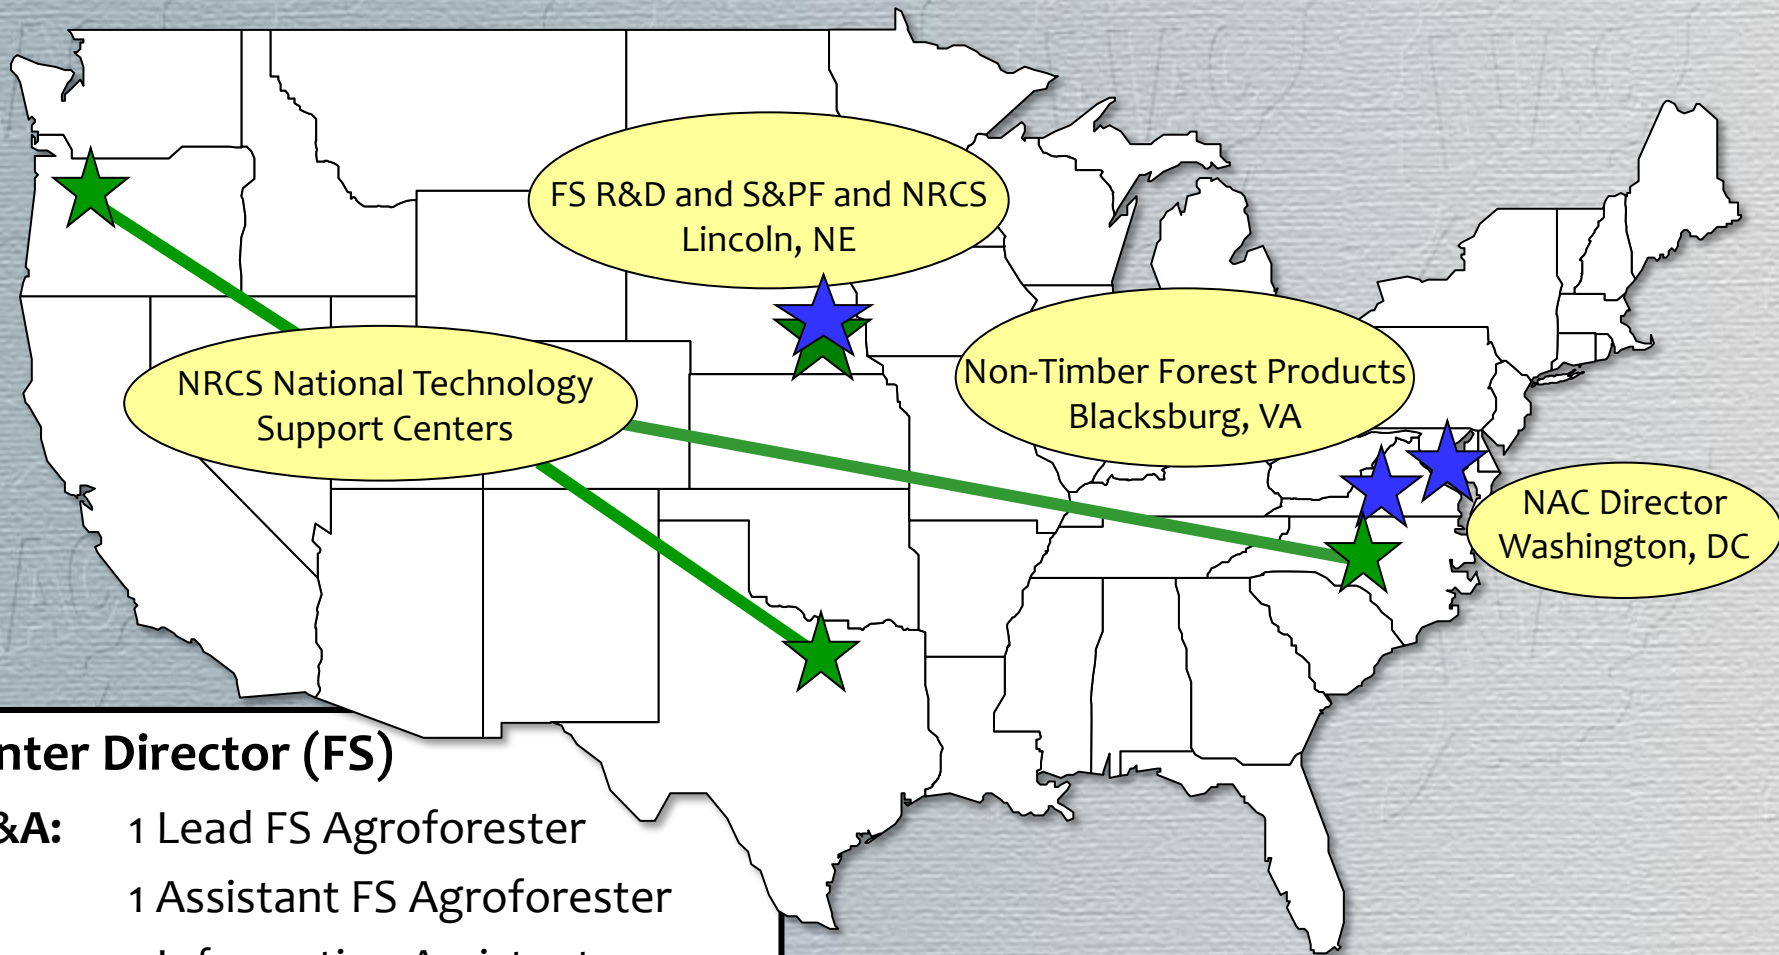 FS R&D and S&PF and NRCS
Lincoln, NE
NRCS National Technology
Support Centers
Non-Timber Forest Products
Blacksburg, VA
NAC Director
Washington, DC
nter Director (FS)
&A: 1 Lead FS Agroforester
1 Assistant FS Agroforester